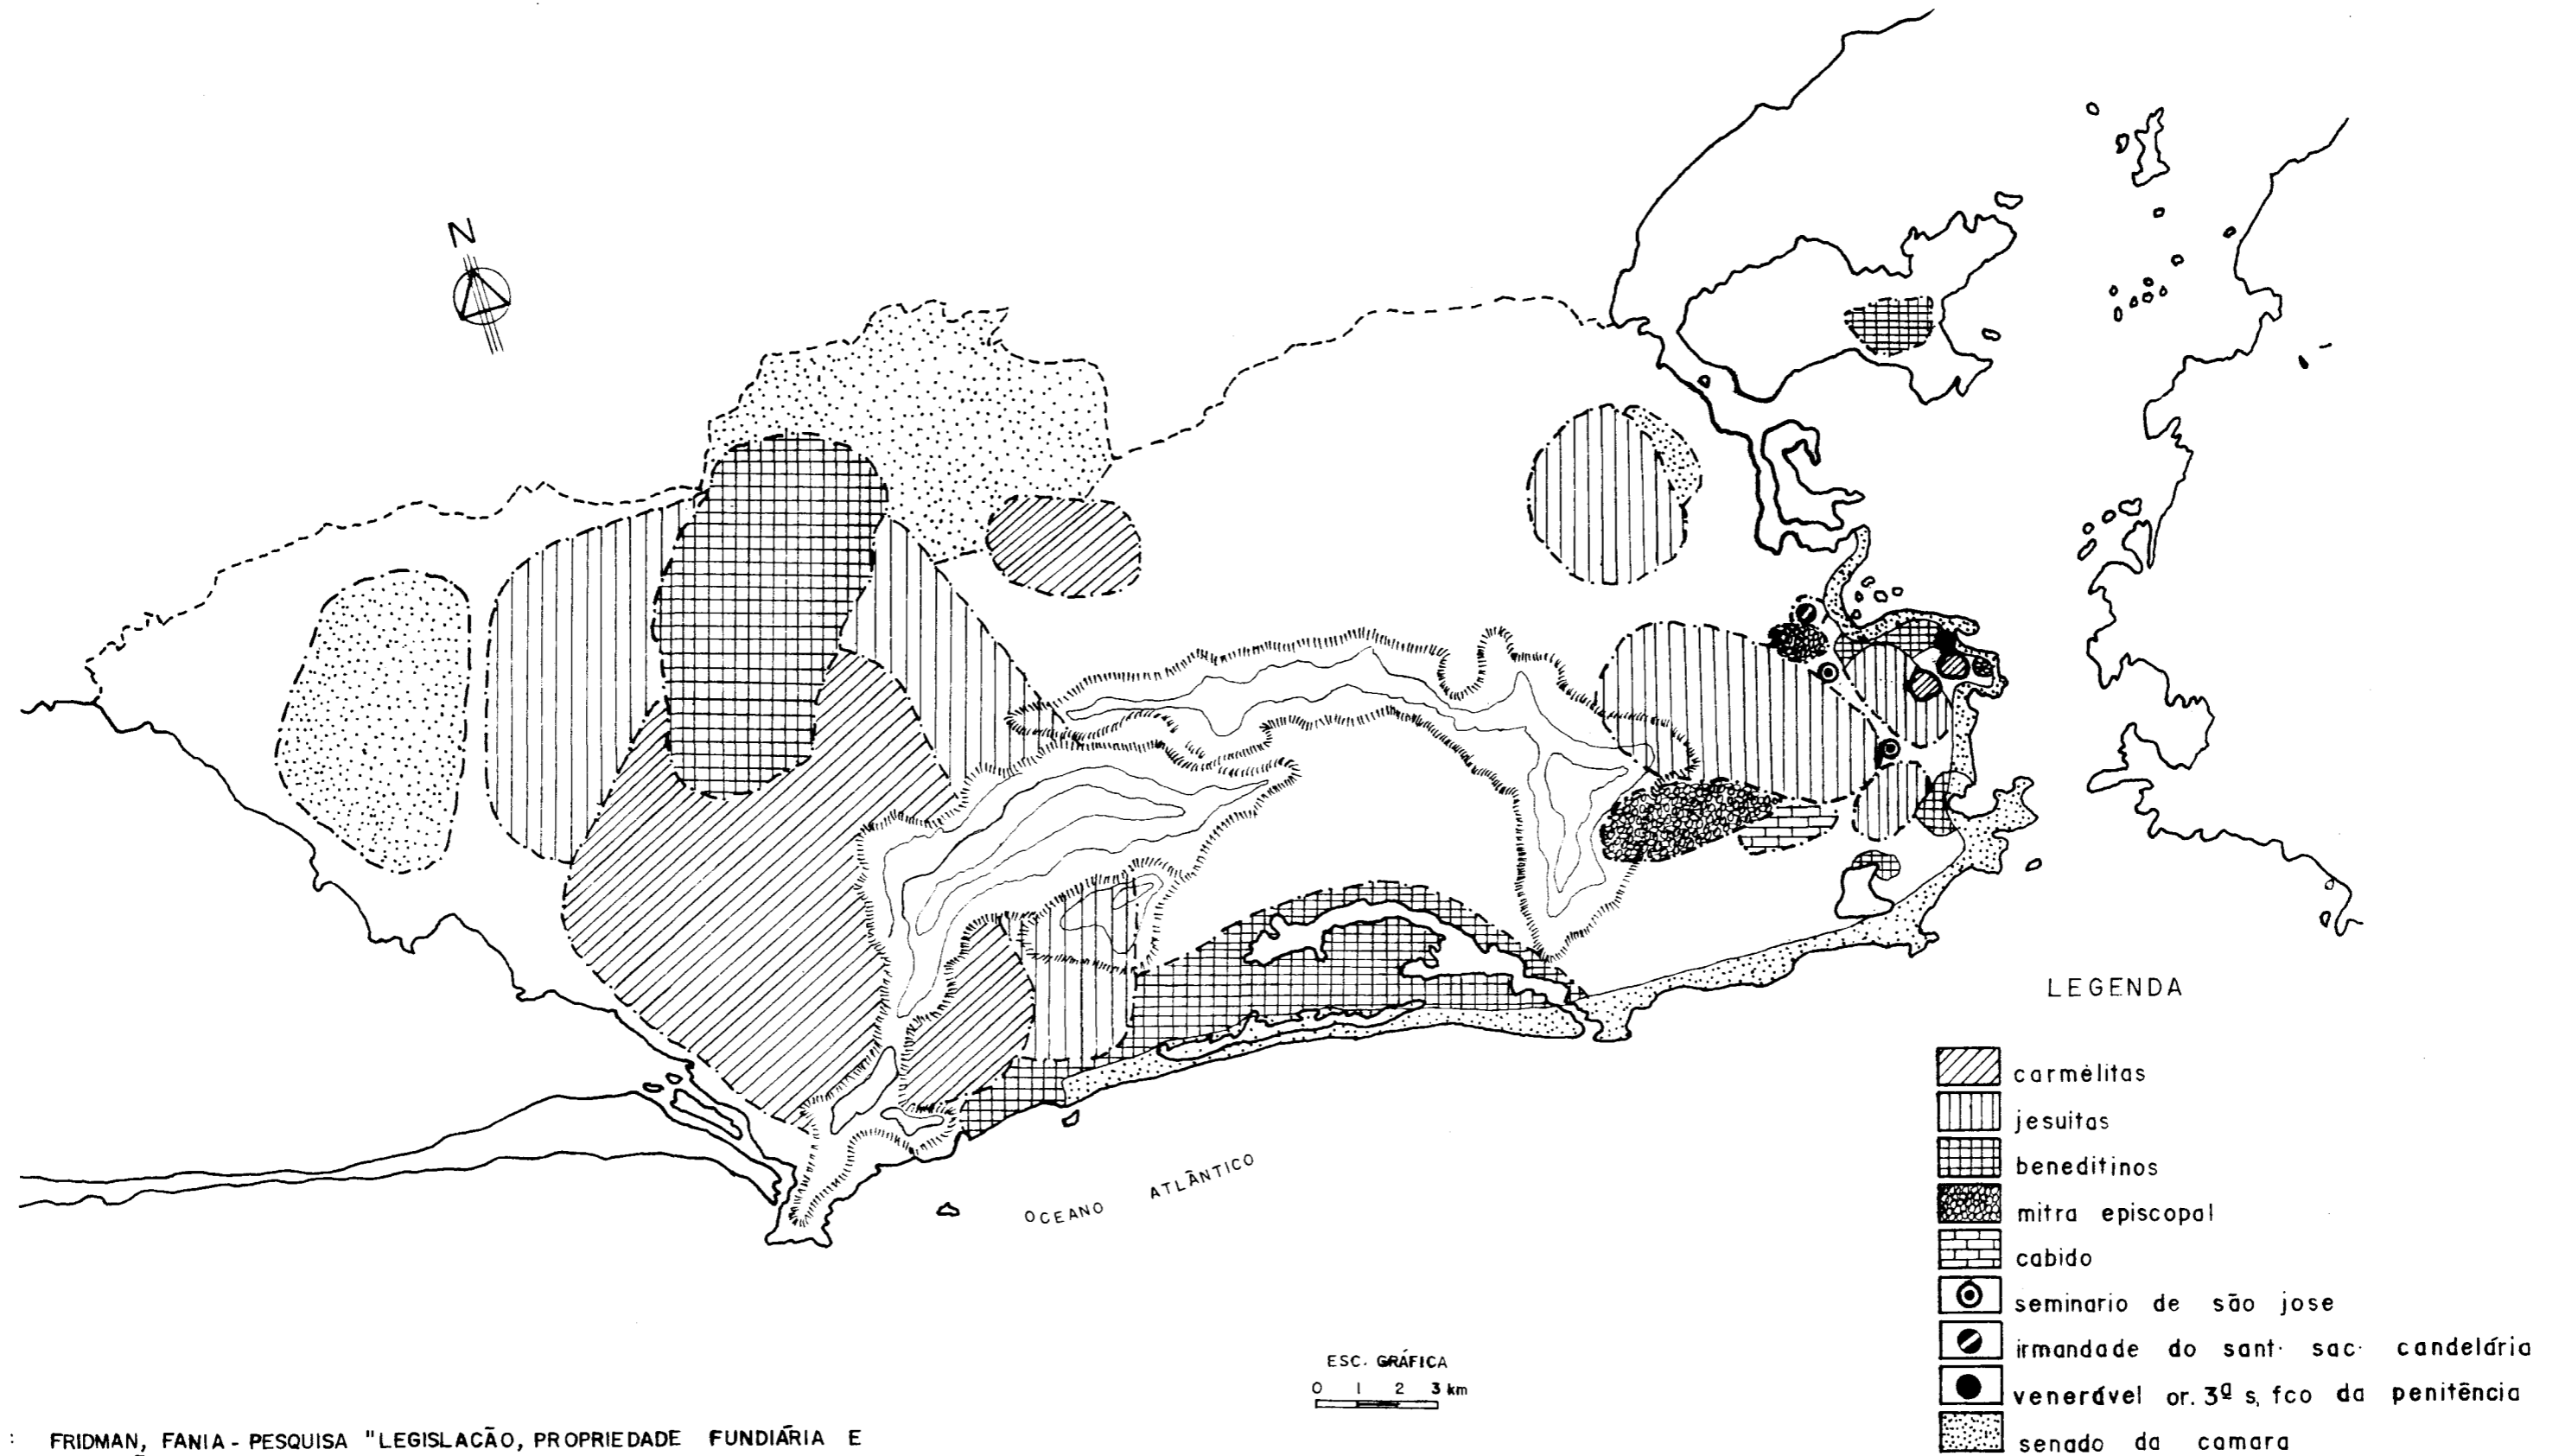 N
OCEANO ATLÂNTICO
LEGENDA
carmèlitas
jesuitas
beneditinos
mitra episcopal
cabido
seminario de são jose
irmandade do sant. sac. candelária
venerável or. 3ª s, fco da penitência
senado da camara
ESC. GRÁFICA
0 1 2 3 km
: FRIDMAN, FANIA - PESQUISA "LEGISLACÃO, PROPRIEDADE FUNDIÁRIA E